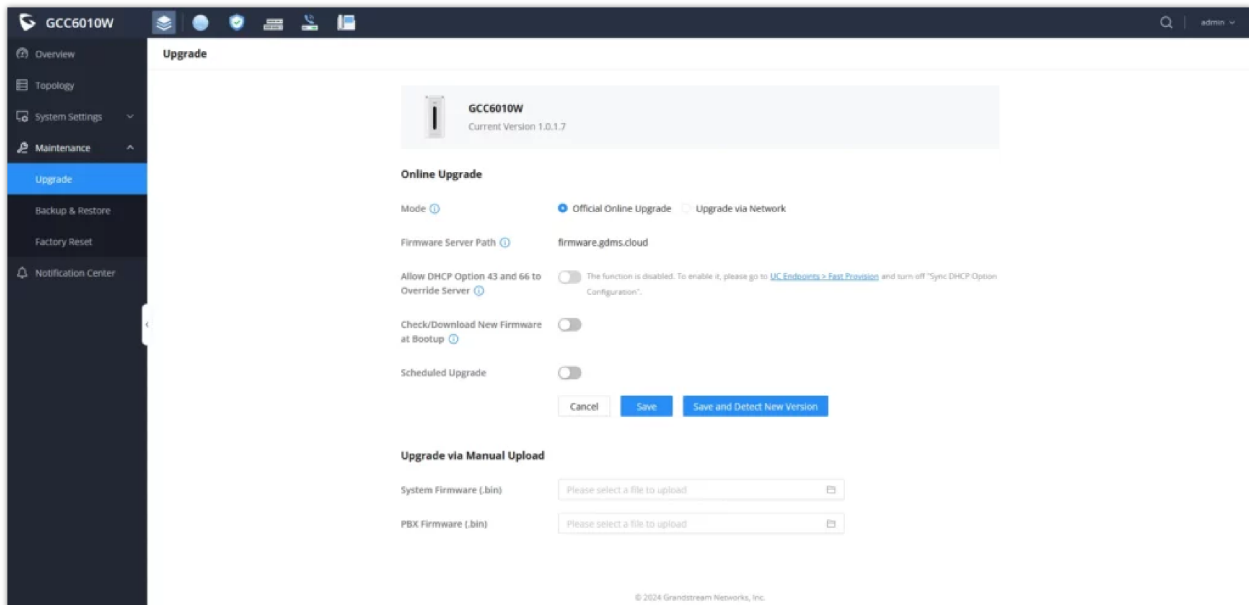 GCC6010W
admin
Overview
Topology
System Settings
Maintenance
Upgrade
Backup & Restore
Factory Reset
Notification Center
Upgrade
GCC6010W
Current Version 1.0.1.7
Online Upgrade
Mode
Official Online Upgrade
Upgrade via Network
Firmware Server Path
firmware.gdms.cloud
Allow DHCP Option 43 and 66 to
Override Server
The function is disabled. To enable it, please go to UC Endpoints > Fast Provision and turn off "Sync DHCP Option
Configuration".
Check/Download New Firmware
at Bootup
Scheduled Upgrade
Cancel
Save
Save and Detect New Version
Upgrade via Manual Upload
System Firmware (.bin)
Please select a file to upload
PBX Firmware (.bin)
Please select a file to upload
© 2024 Grandstream Networks, Inc.